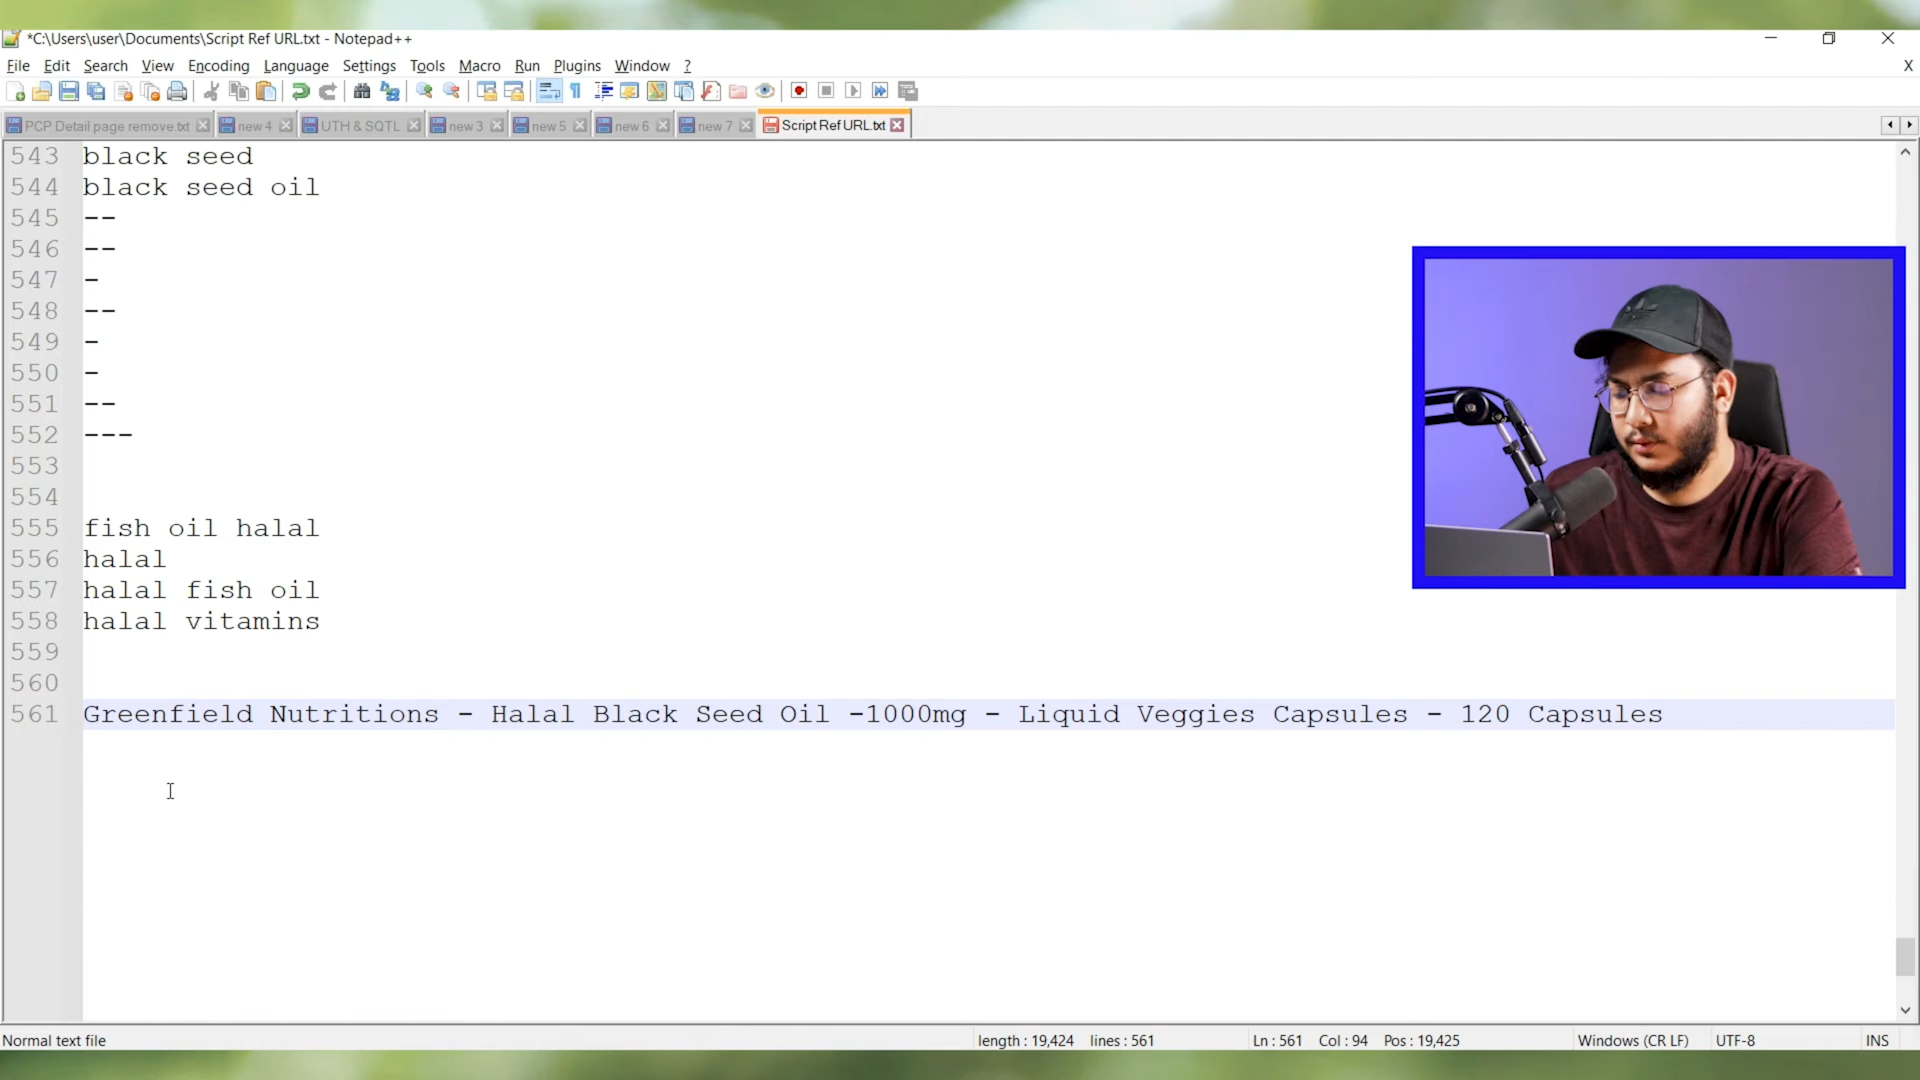 *C:\Users\user\Documents\Script Ref URL.txt - Notepad++
File Edit Search View Encoding Language Settings Tools Macro Run Plugins Window ?
X
PCP Detail page remove.txt new 4 UTH & SQTL new 3 new 5 new 6 new 7 Script Ref URL.txt
543 black seed
544 black seed oil
545 --
546 --
547 -
548 --
549 -
550 -
551 --
552 ---
553
554
555 fish oil halal
556 halal
557 halal fish oil
558 halal vitamins
559
560
561 Greenfield Nutritions - Halal Black Seed Oil -1000mg - Liquid Veggies Capsules - 120 Capsules
Normal text file length : 19,424 lines : 561 Ln : 561 Col : 94 Pos : 19,425 Windows (CR LF) UTF-8 INS